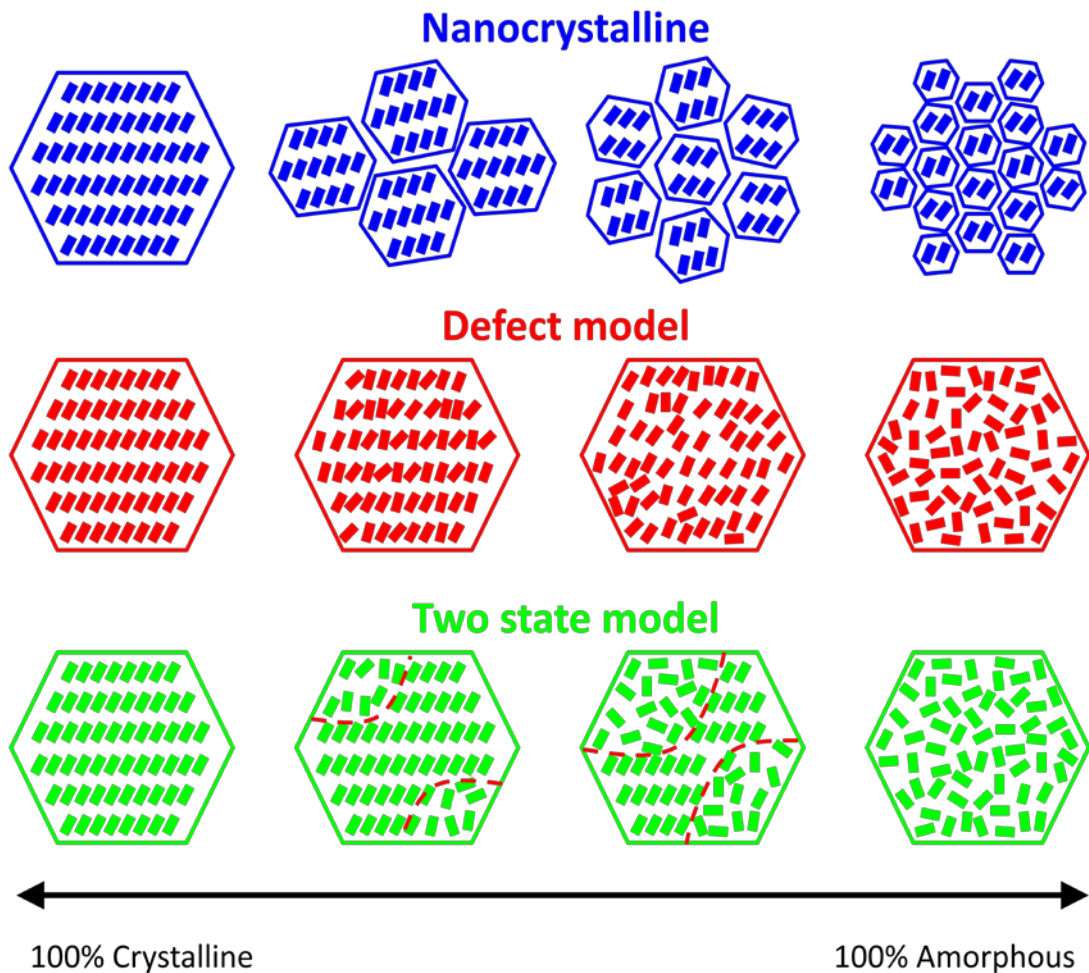 Nanocrystalline
Defect model
Two state model
100% Crystalline
100% Amorphous